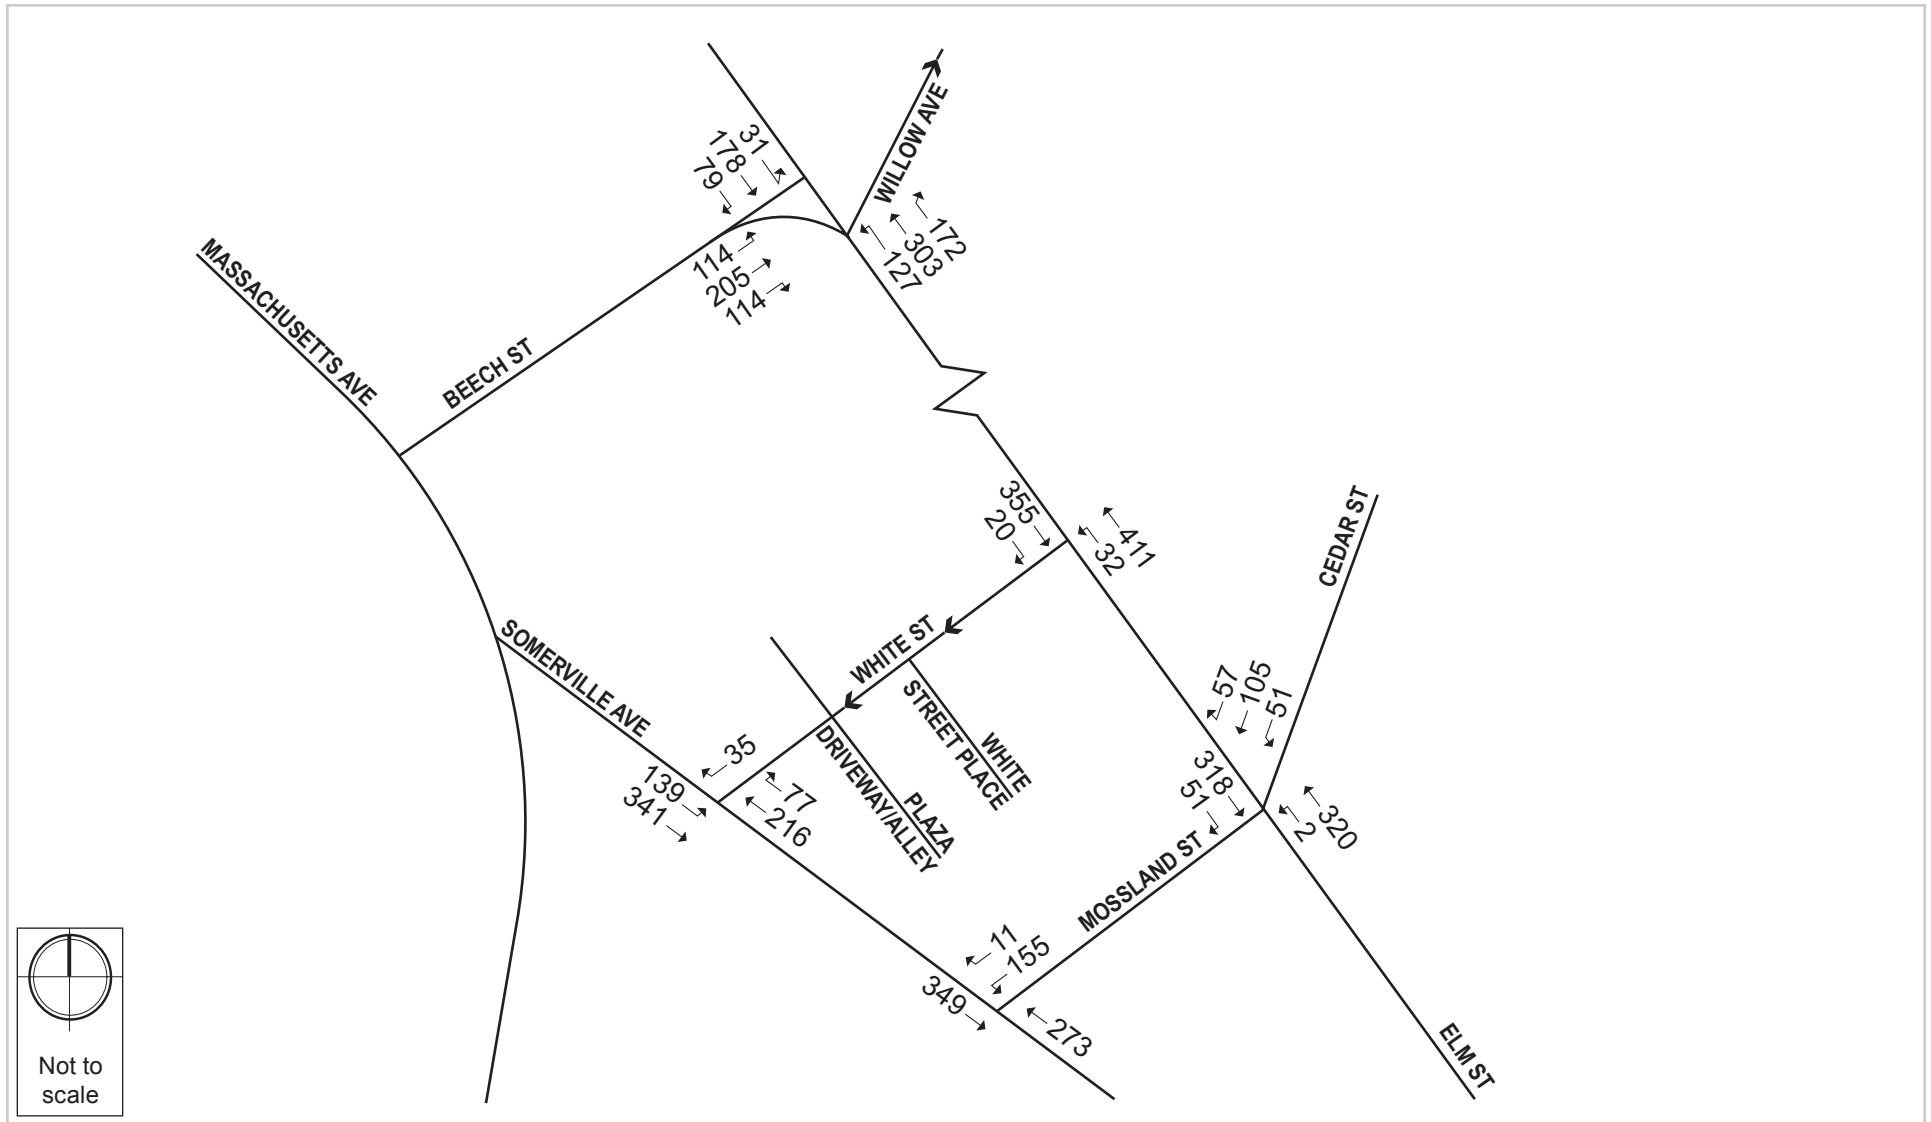 31
178
79
WILLOW AVE
172
303
127
114
205
114
MASSACHUSETTS AVE
BEECH ST
355
20
411
32
CEDAR ST
WHITE ST
SOMERVILLE AVE
WHITE
STREET PLACE
PLAZA
DRIVEWAY/ALLEY
57
105
51
318
51
320
2
35
139
341
77
216
MOSSLAND ST
11
155
349
273
ELM ST
Not to
scale